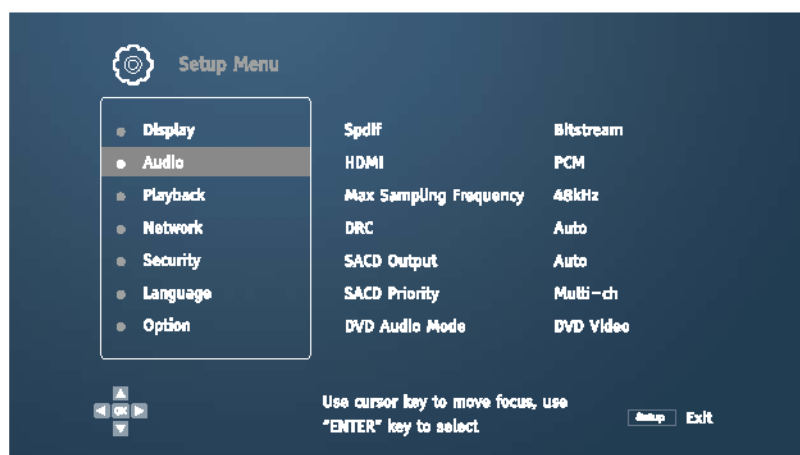 Setup Menu
Display
Audio
Playback
Network
Security
Language
Option
Spdif Bitstream
HDMI PCM
Max Sampling Frequency 48kHz
DRC Auto
SACD Output Auto
SACD Priority Multi-ch
DVD Audio Mode DVD Video
OK
Use cursor key to move focus, use
"ENTER" key to select
Setup Exit